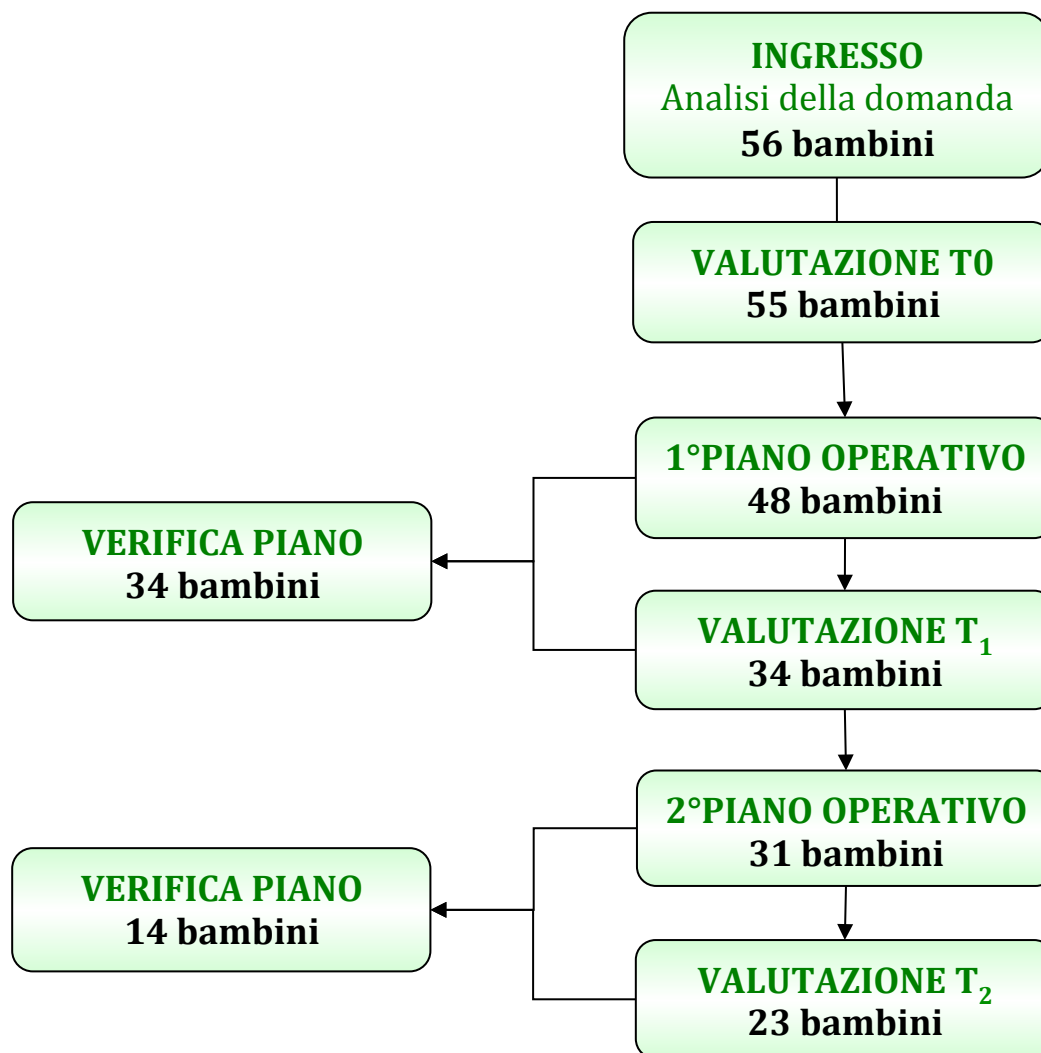 INGRESSO
Analisi della domanda
56 bambini
VALUTAZIONE T0
55 bambini
1°PIANO OPERATIVO
48 bambini
VERIFICA PIANO
34 bambini
VALUTAZIONE T₁
34 bambini
2°PIANO OPERATIVO
31 bambini
VERIFICA PIANO
14 bambini
VALUTAZIONE T₂
23 bambini